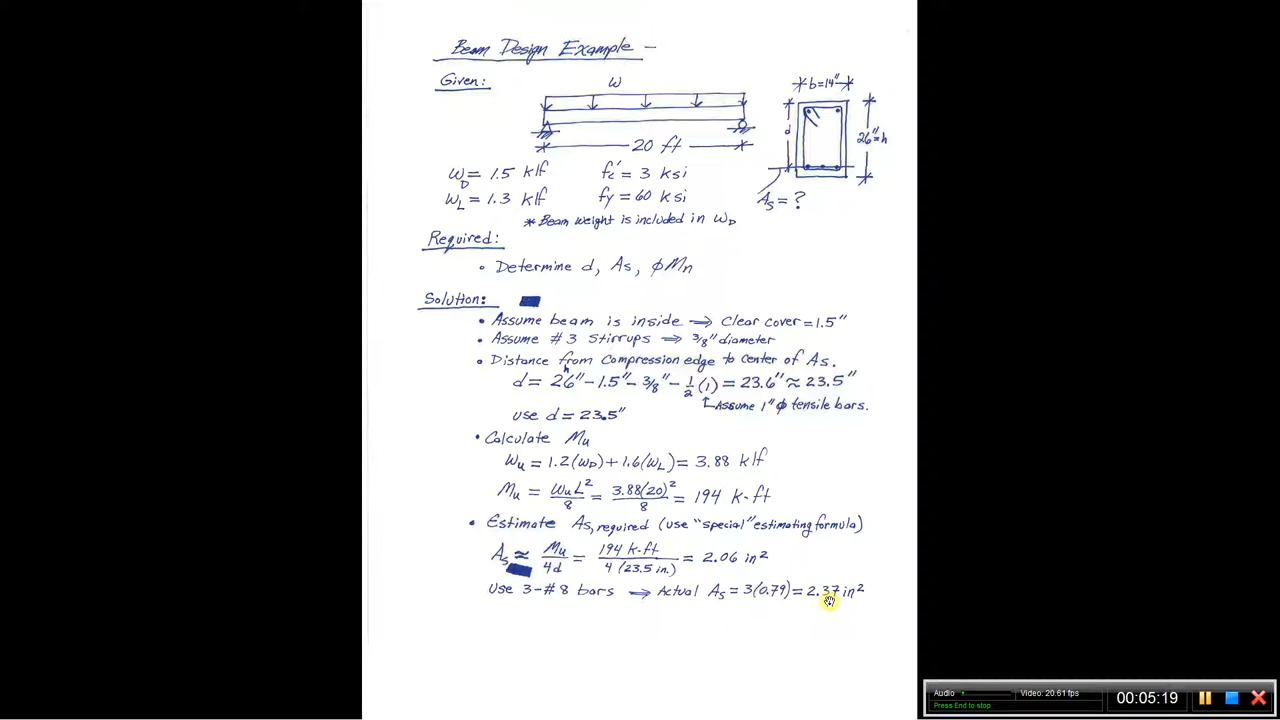 Beam Design Example -
Given:
w
b=14"
d
26"=h
20 ft
wD = 1.5 klf
f'c = 3 ksi
wL = 1.3 klf
fy = 60 ksi
As = ?
* Beam weight is included in wD
Required:
• Determine d, As, φMn
Solution:
• Assume beam is inside → Clear cover = 1.5"
• Assume #3 stirrups ⇒ 3/8" diameter
• Distance from compression edge to center of As.
h
d = 26" - 1.5" - 3/8" - 1/2 (1) = 23.6" ≈ 23.5"
Assume 1" φ tensile bars.
use d = 23.5"
• Calculate Mu
wu = 1.2(wD) + 1.6(wL) = 3.88 klf
Mu = wuL²/8 = 3.88(20)²/8 = 194 k-ft
• Estimate As,required (use "special" estimating formula)
As ≈ Mu/4d = 194 k-ft/4(23.5 in.) = 2.06 in²
Use 3-#8 bars ⇒ Actual As = 3(0.79) = 2.37 in²
Audio
Video: 20.61 fps
Press End to stop
00:05:19